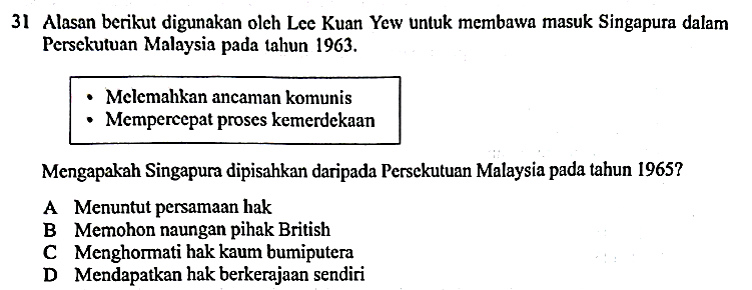 31 Alasan berikut digunakan oleh Lee Kuan Yew untuk membawa masuk Singapura dalam
Persekutuan Malaysia pada tahun 1963.
• Melemahkan ancaman komunis
• Mempercepat proses kemerdekaan
Mengapakah Singapura dipisahkan daripada Persekutuan Malaysia pada tahun 1965?
A Menuntut persamaan hak
B Memohon naungan pihak British
C Menghormati hak kaum bumiputera
D Mendapatkan hak berkerajaan sendiri